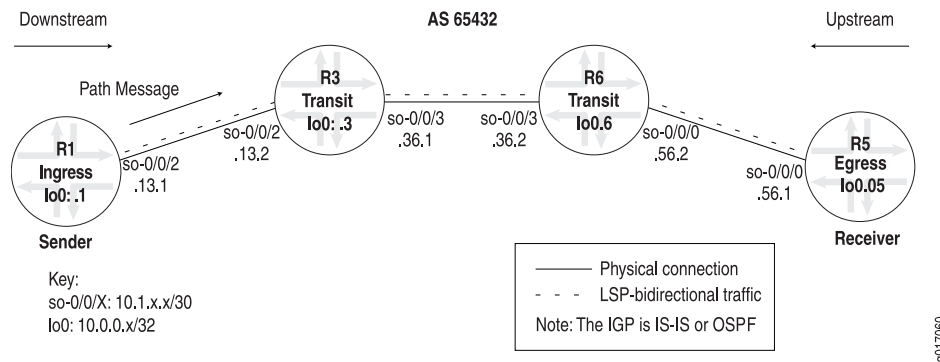 Downstream
AS 65432
Upstream
Path Message
R1
Ingress
lo0: .1
Sender
so-0/0/2
.13.1
so-0/0/2
.13.2
R3
Transit
lo0: .3
so-0/0/3
.36.1
so-0/0/3
.36.2
R6
Transit
lo0.6
so-0/0/0
.56.2
so-0/0/0
.56.1
R5
Egress
lo0.05
Receiver
Key:
so-0/0/X: 10.1.x.x/30
lo0: 10.0.0.x/32
Physical connection
LSP-bidirectional traffic
Note: The IGP is IS-IS or OSPF
g017060